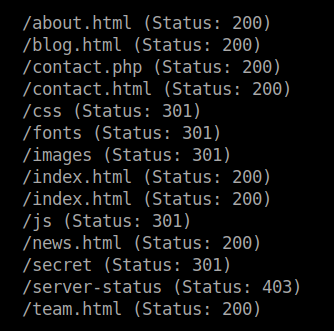 /about.html (Status: 200)
/blog.html (Status: 200)
/contact.php (Status: 200)
/contact.html (Status: 200)
/css (Status: 301)
/fonts (Status: 301)
/images (Status: 301)
/index.html (Status: 200)
/index.html (Status: 200)
/js (Status: 301)
/news.html (Status: 200)
/secret (Status: 301)
/server-status (Status: 403)
/team.html (Status: 200)